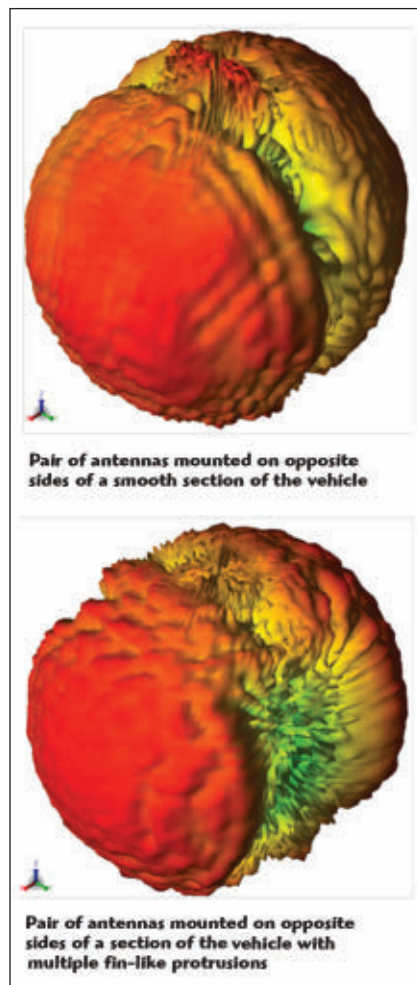 Pair of antennas mounted on opposite
sides of a smooth section of the vehicle
Pair of antennas mounted on opposite
sides of a section of the vehicle with
multiple fin-like protrusions